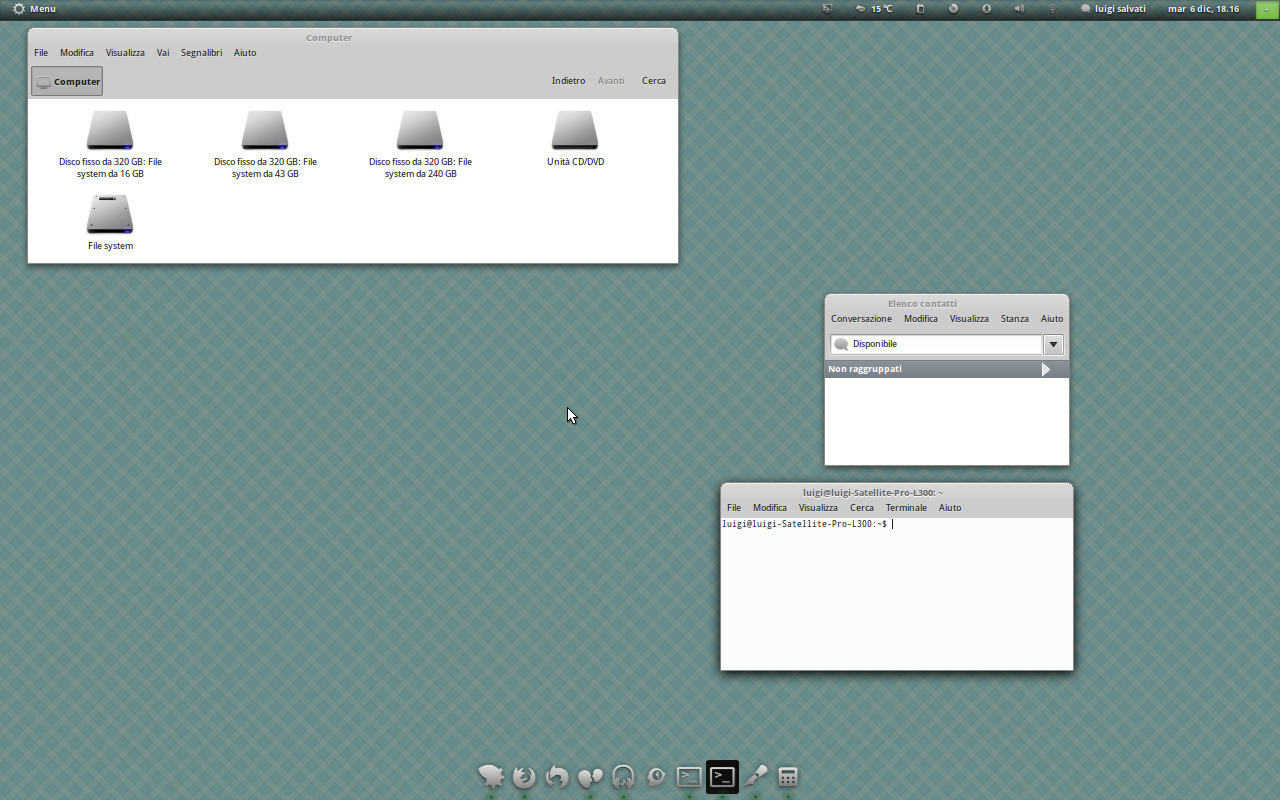 Menu
15 °C
luigi salvati
mar 6 dic, 18.16
Computer
File Modifica Visualizza Vai Segnalibri Aiuto
Computer
Indietro Avanti Cerca
Disco fisso da 320 GB: File
system da 16 GB
Disco fisso da 320 GB: File
system da 43 GB
Disco fisso da 320 GB: File
system da 240 GB
Unità CD/DVD
File system
Elenco contatti
Conversazione Modifica Visualizza Stanza Aiuto
Disponibile
Non raggruppati
luigi@luigi-Satellite-Pro-L300: ~
File Modifica Visualizza Cerca Terminale Aiuto
luigi@luigi-Satellite-Pro-L300:~$